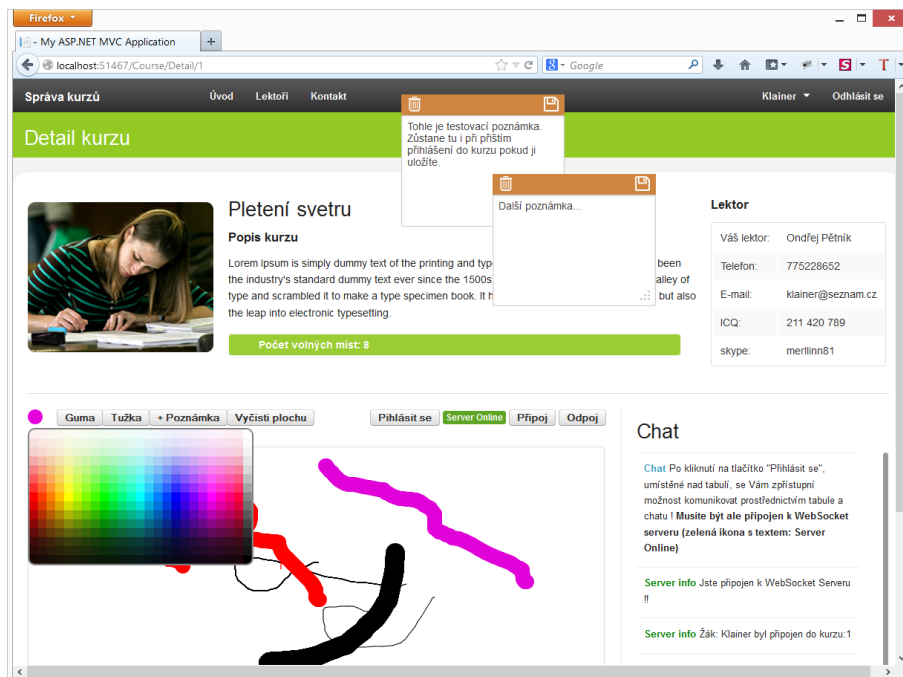 Firefox
- My ASP.NET MVC Application
+
localhost:51467/Course/Detail/1
Google
Správa kurzů
Úvod
Lektoři
Kontakt
Klainer
Odhlásit se
Detail kurzu
Tohle je testovací poznámka.
Zůstane tu i při přištím
přihlášení do kurzu pokud ji
uložíte.
Další poznámka...
Pletení svetru
Popis kurzu
Lorem Ipsum is simply dummy text of the printing and typ
been
the industry's standard dummy text ever since the 1500s
alley of
type and scrambled it to make a type specimen book. It h
but also
the leap into electronic typesetting.
Počet volných míst: 8
Lektor
Váš lektor: Ondřej Pětník
Telefon: 775228652
E-mail: klainer@seznam.cz
ICQ: 211 420 789
skype: merllinn81
Guma
Tužka
+ Poznámka
Vyčisti plochu
Pihlásit se
Server Online
Připoj
Odpoj
Chat
Chat Po kliknutí na tlačítko "Přihlásit se",
umístěné nad tabulí, se Vám zpřístupní
možnost komunikovat prostřednictvím tabule a
chatu ! Musíte být ale připojen k WebSocket
serveru (zelená ikona s textem: Server
Online)
Server info Jste připojen k WebSocket Serveru
!!
Server info Žák: Klainer byl připojen do kurzu:1